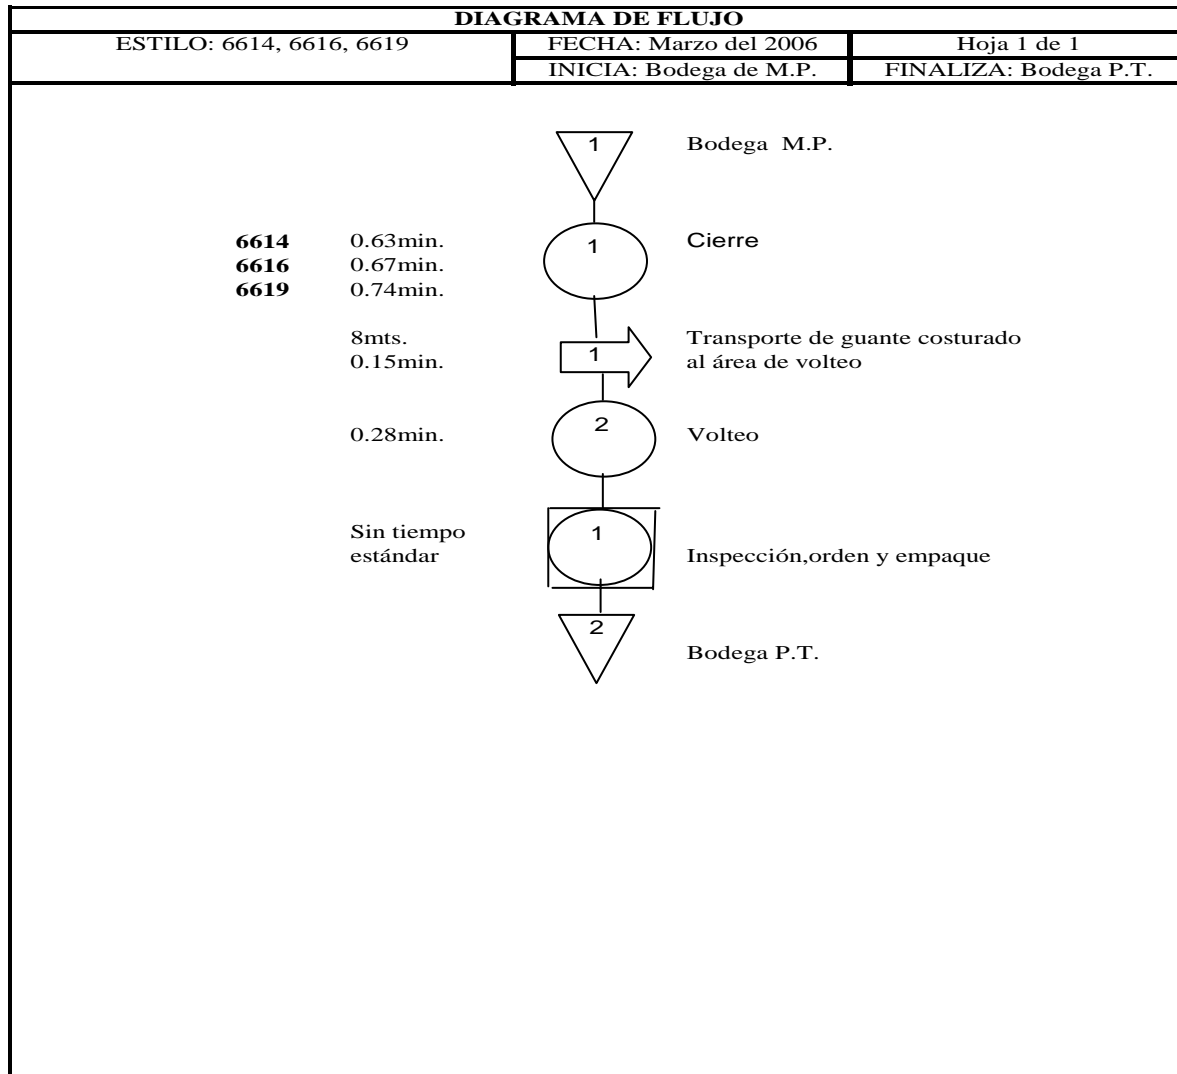 DIAGRAMA DE FLUJO
ESTILO: 6614, 6616, 6619
FECHA: Marzo del 2006
Hoja 1 de 1
INICIA: Bodega de M.P.
FINALIZA: Bodega P.T.
1
Bodega M.P.
6614 0.63min.
6616 0.67min.
6619 0.74min.
1
Cierre
8mts.
0.15min.
1
Transporte de guante costurado
al área de volteo
0.28min.
2
Volteo
Sin tiempo
estándar
1
Inspección,orden y empaque
2
Bodega P.T.